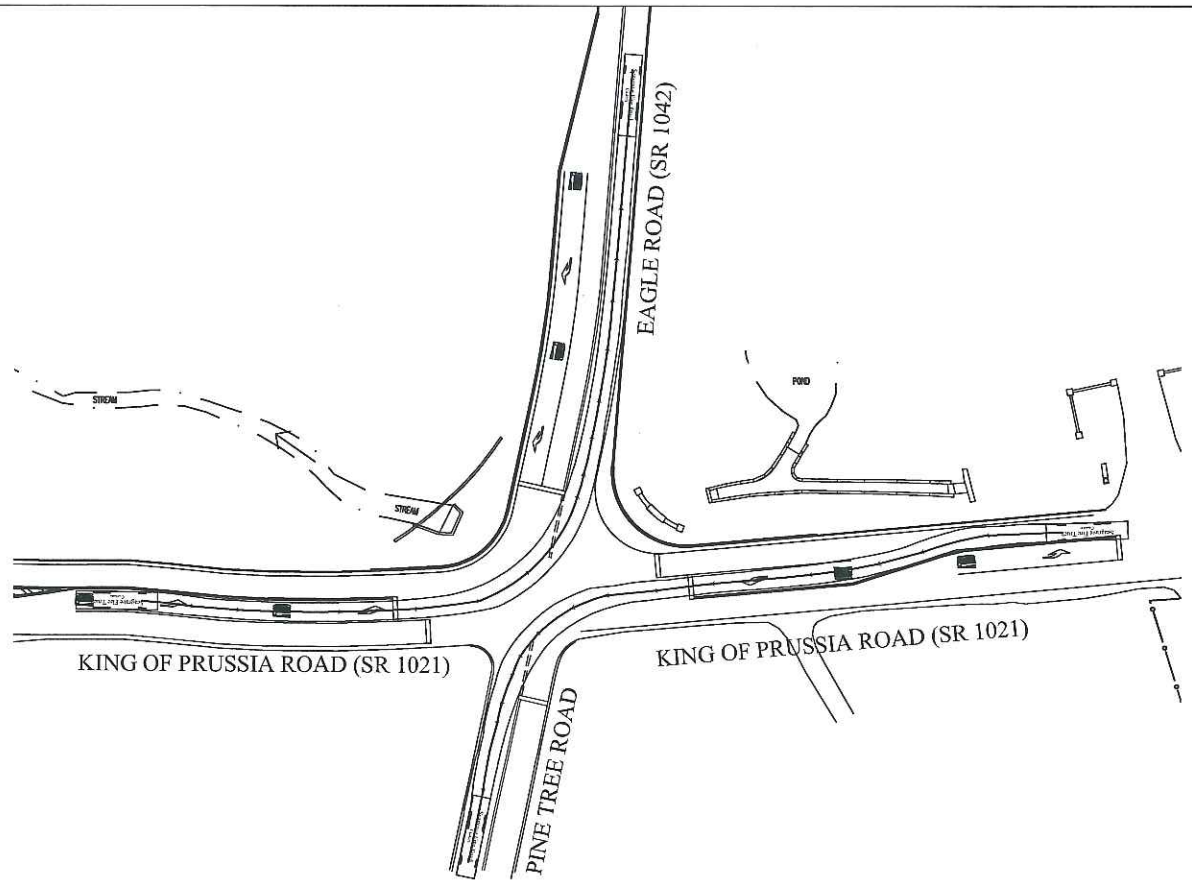 EAGLE ROAD (SR 1042)
STREAM
POND
STREAM
KING OF PRUSSIA ROAD (SR 1021)
KING OF PRUSSIA ROAD (SR 1021)
PINE TREE ROAD